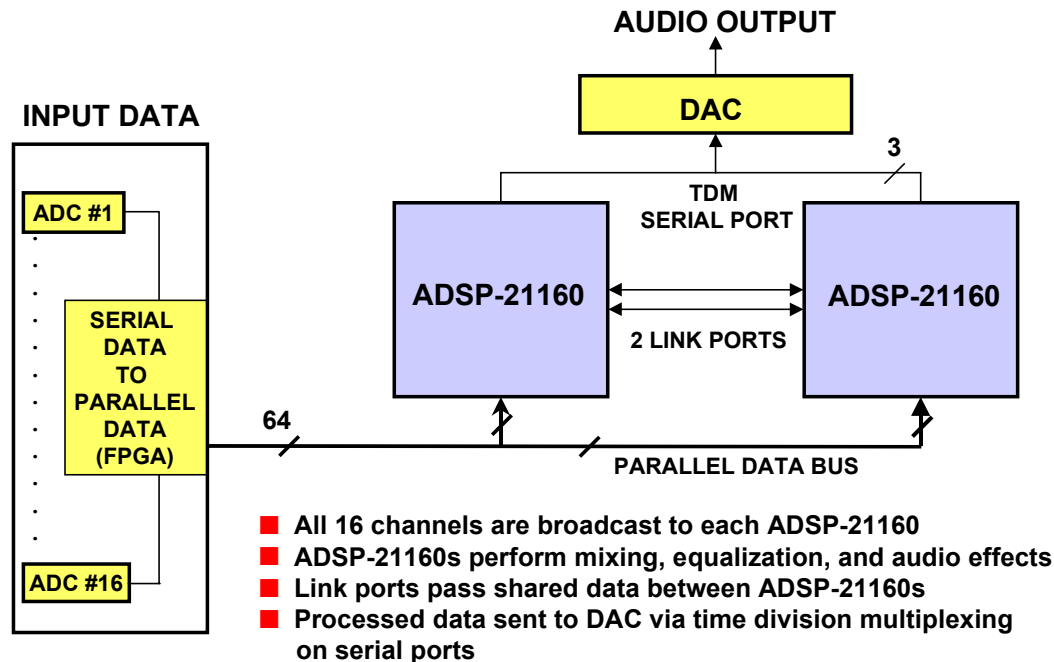 AUDIO OUTPUT
DAC
INPUT DATA
3
TDM
SERIAL PORT
ADC #1
ADSP-21160
ADSP-21160
SERIAL
DATA
TO
PARALLEL
DATA
(FPGA)
2 LINK PORTS
64
PARALLEL DATA BUS
ADC #16
All 16 channels are broadcast to each ADSP-21160
ADSP-21160s perform mixing, equalization, and audio effects
Link ports pass shared data between ADSP-21160s
Processed data sent to DAC via time division multiplexing
on serial ports